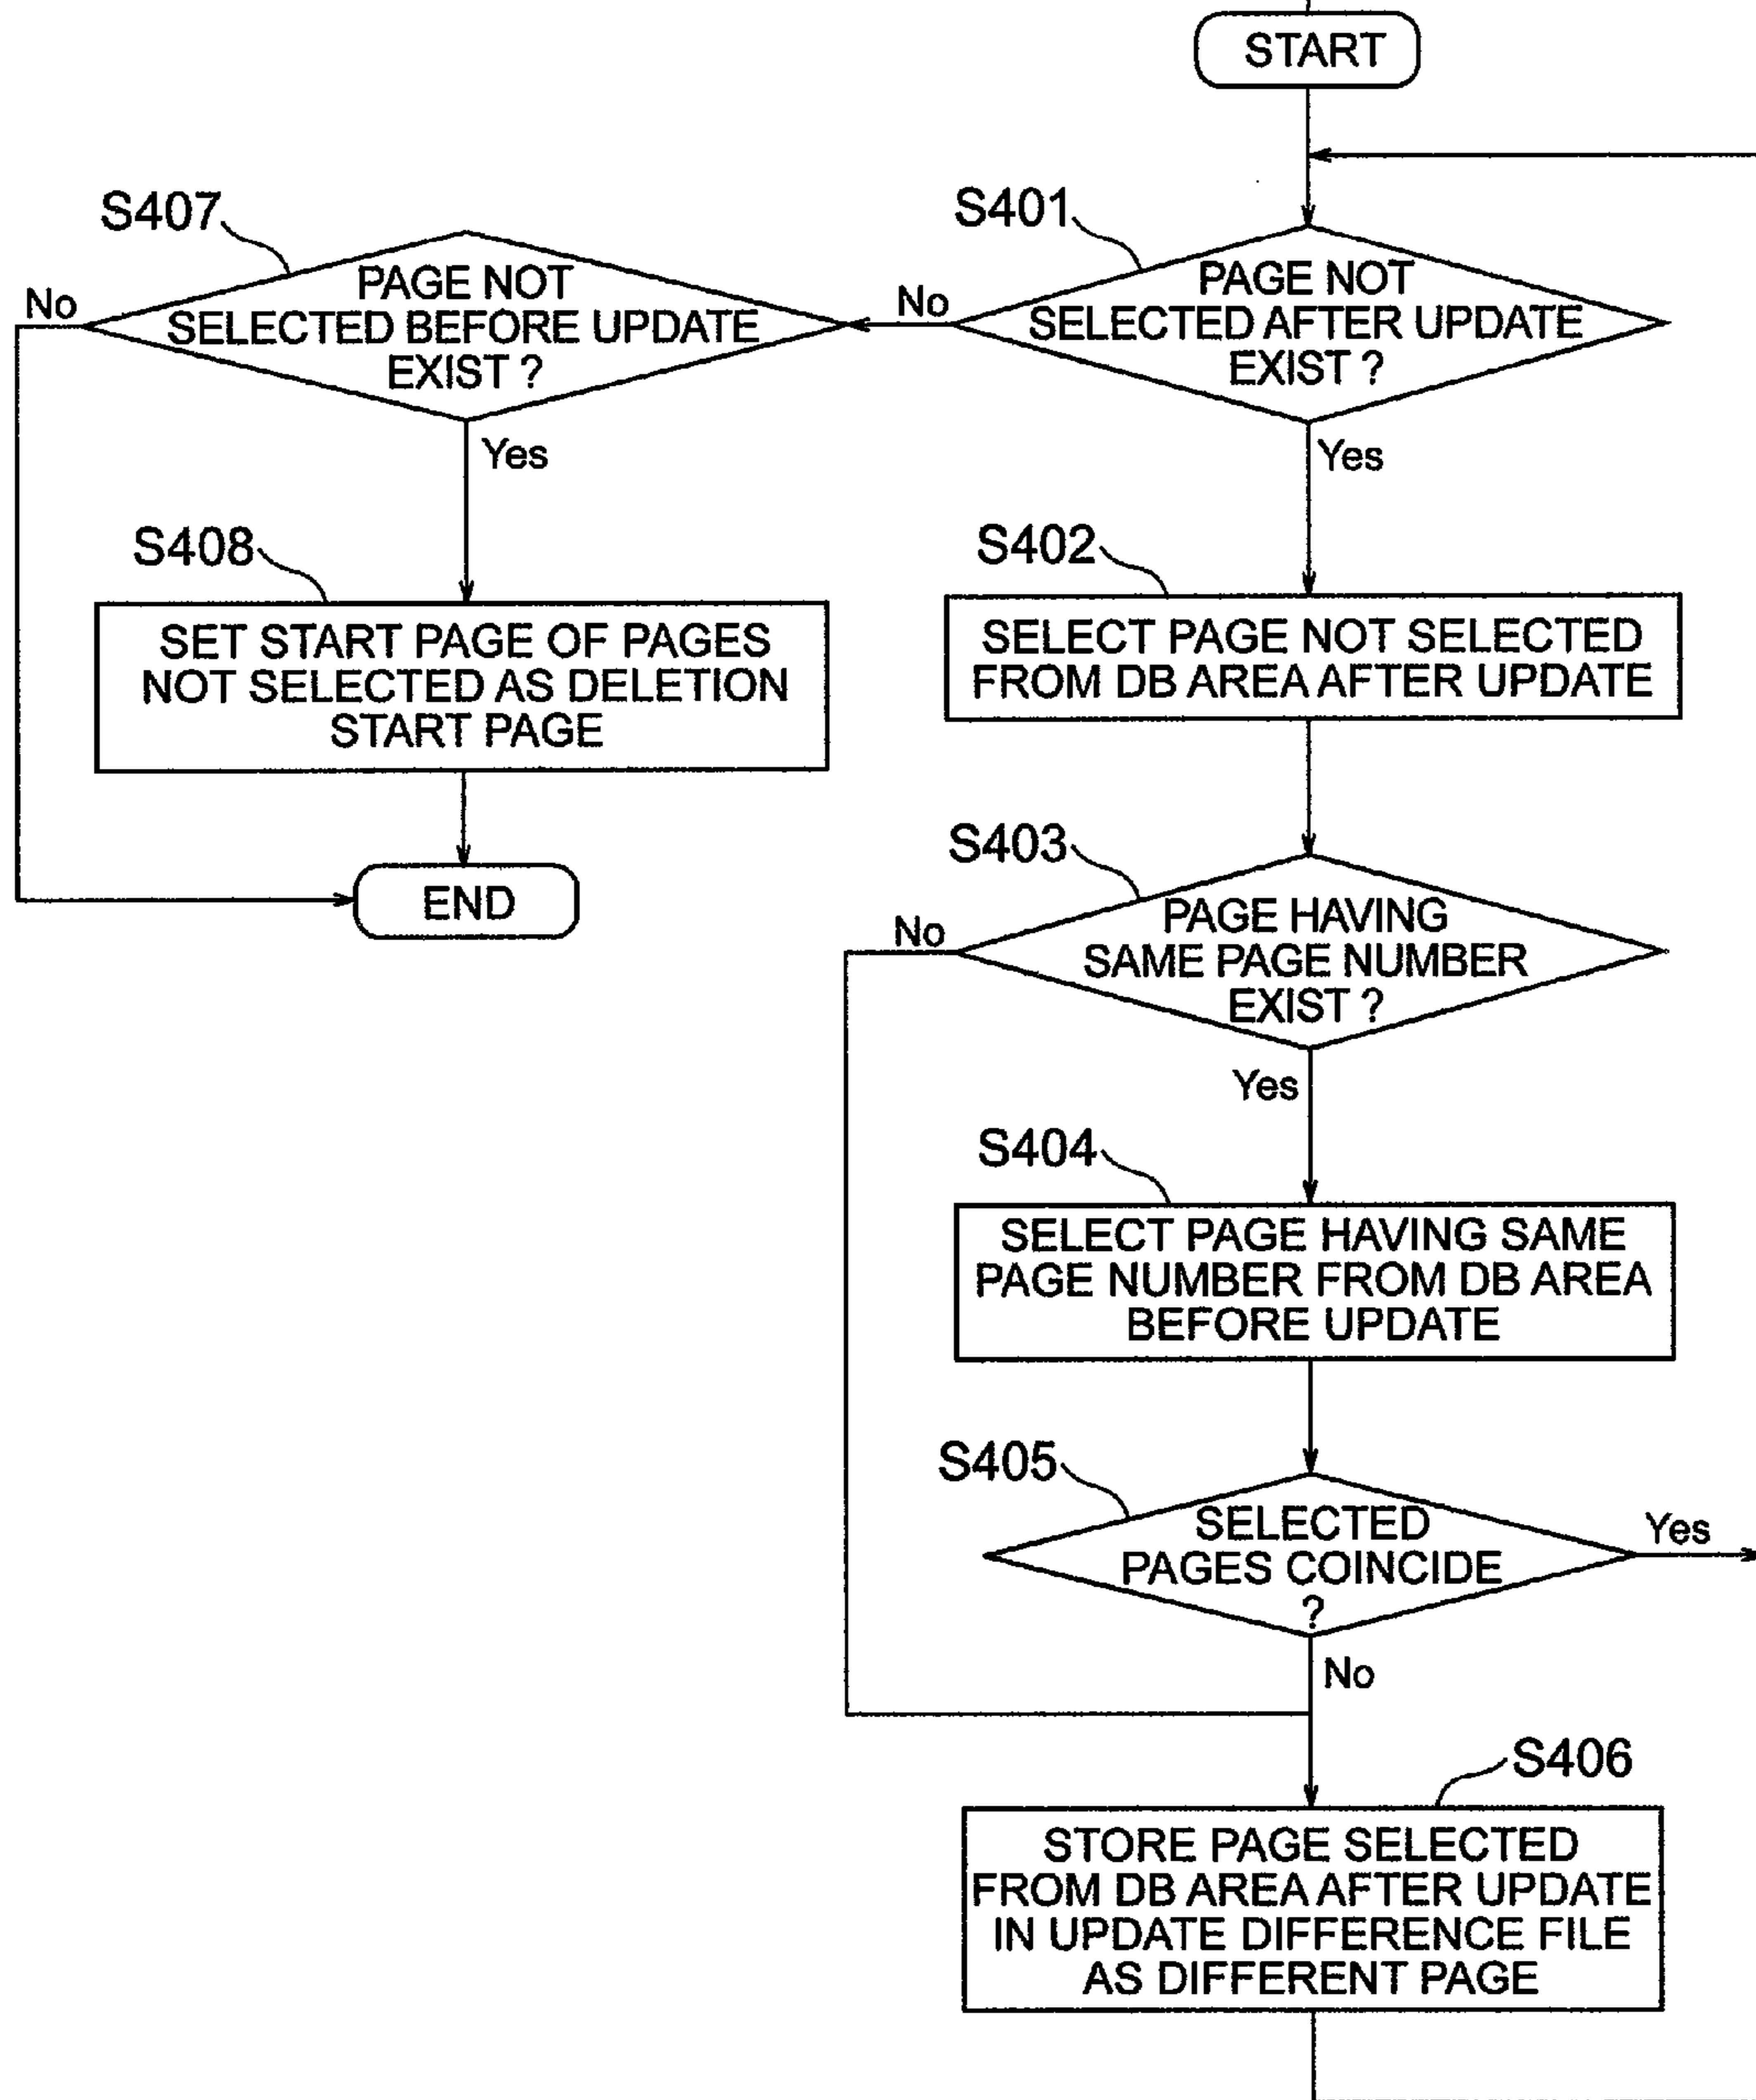 START
S401
PAGE NOT
SELECTED AFTER UPDATE
EXIST ?
No
Yes
S407
PAGE NOT
SELECTED BEFORE UPDATE
EXIST ?
No
Yes
S408
SET START PAGE OF PAGES
NOT SELECTED AS DELETION
START PAGE
END
S402
SELECT PAGE NOT SELECTED
FROM DB AREA AFTER UPDATE
S403
PAGE HAVING
SAME PAGE NUMBER
EXIST ?
No
Yes
S404
SELECT PAGE HAVING SAME
PAGE NUMBER FROM DB AREA
BEFORE UPDATE
S405
SELECTED
PAGES COINCIDE
?
Yes
No
S406
STORE PAGE SELECTED
FROM DB AREA AFTER UPDATE
IN UPDATE DIFFERENCE FILE
AS DIFFERENT PAGE